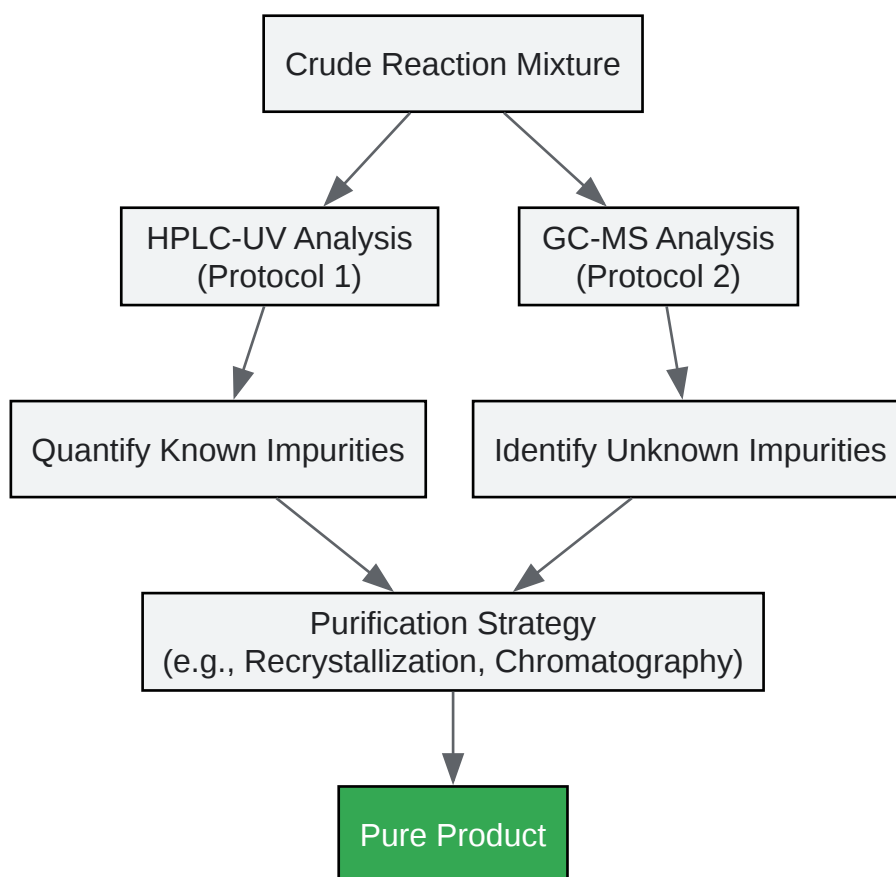 Crude Reaction Mixture
HPLC-UV Analysis
(Protocol 1)
GC-MS Analysis
(Protocol 2)
Quantify Known Impurities
Identify Unknown Impurities
Purification Strategy
(e.g., Recrystallization, Chromatography)
Pure Product